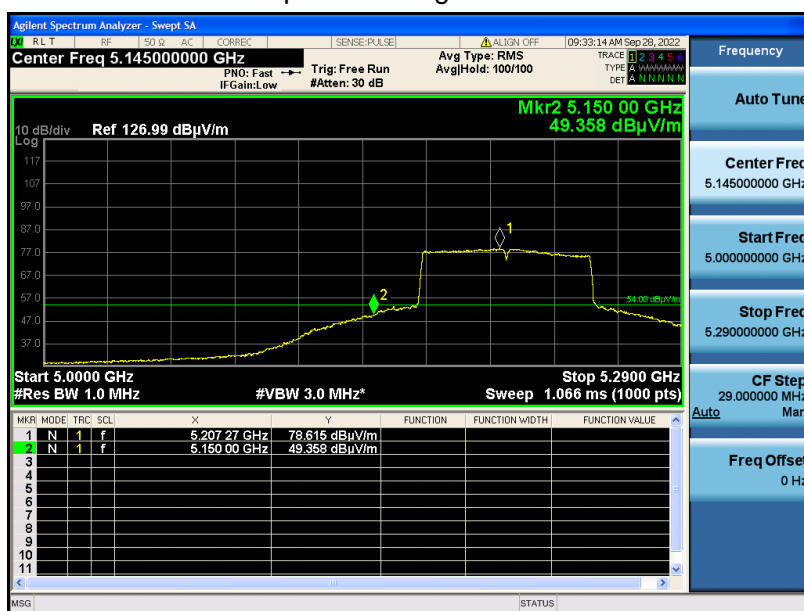 Agilent Spectrum Analyzer - Swept SA
LXI RL T RF 50 Ω AC CORREC SENSE:PULSE ALIGN OFF 09:33:14 AM Sep 28, 2022
Center Freq 5.145000000 GHz
PNO: Fast
IFGain:Low
Trig: Free Run
#Atten: 30 dB
Avg Type: RMS
Avg|Hold: 100/100
TRACE 1 2 3 4 5 6
TYPE A WWWWW
DET A N N N N N
Mkr2 5.150 00 GHz
49.358 dBµV/m
10 dB/div Ref 126.99 dBµV/m
Log
117
107
97.0
87.0
77.0
67.0
57.0
47.0
37.0
1
2
54.00 dBµV/m
Start 5.0000 GHz Stop 5.2900 GHz
#Res BW 1.0 MHz #VBW 3.0 MHz* Sweep 1.066 ms (1000 pts)
MKR MODE TRC SCL X Y FUNCTION FUNCTION WIDTH FUNCTION VALUE
1 N 1 f 5.207 27 GHz 78.615 dBµV/m
2 N 1 f 5.150 00 GHz 49.358 dBµV/m
3
4
5
6
7
8
9
10
11
MSG STATUS
Frequency
Auto Tune
Center Freq
5.145000000 GHz
Start Freq
5.000000000 GHz
Stop Freq
5.290000000 GHz
CF Step
29.000000 MHz
Auto Man
Freq Offset
0 Hz